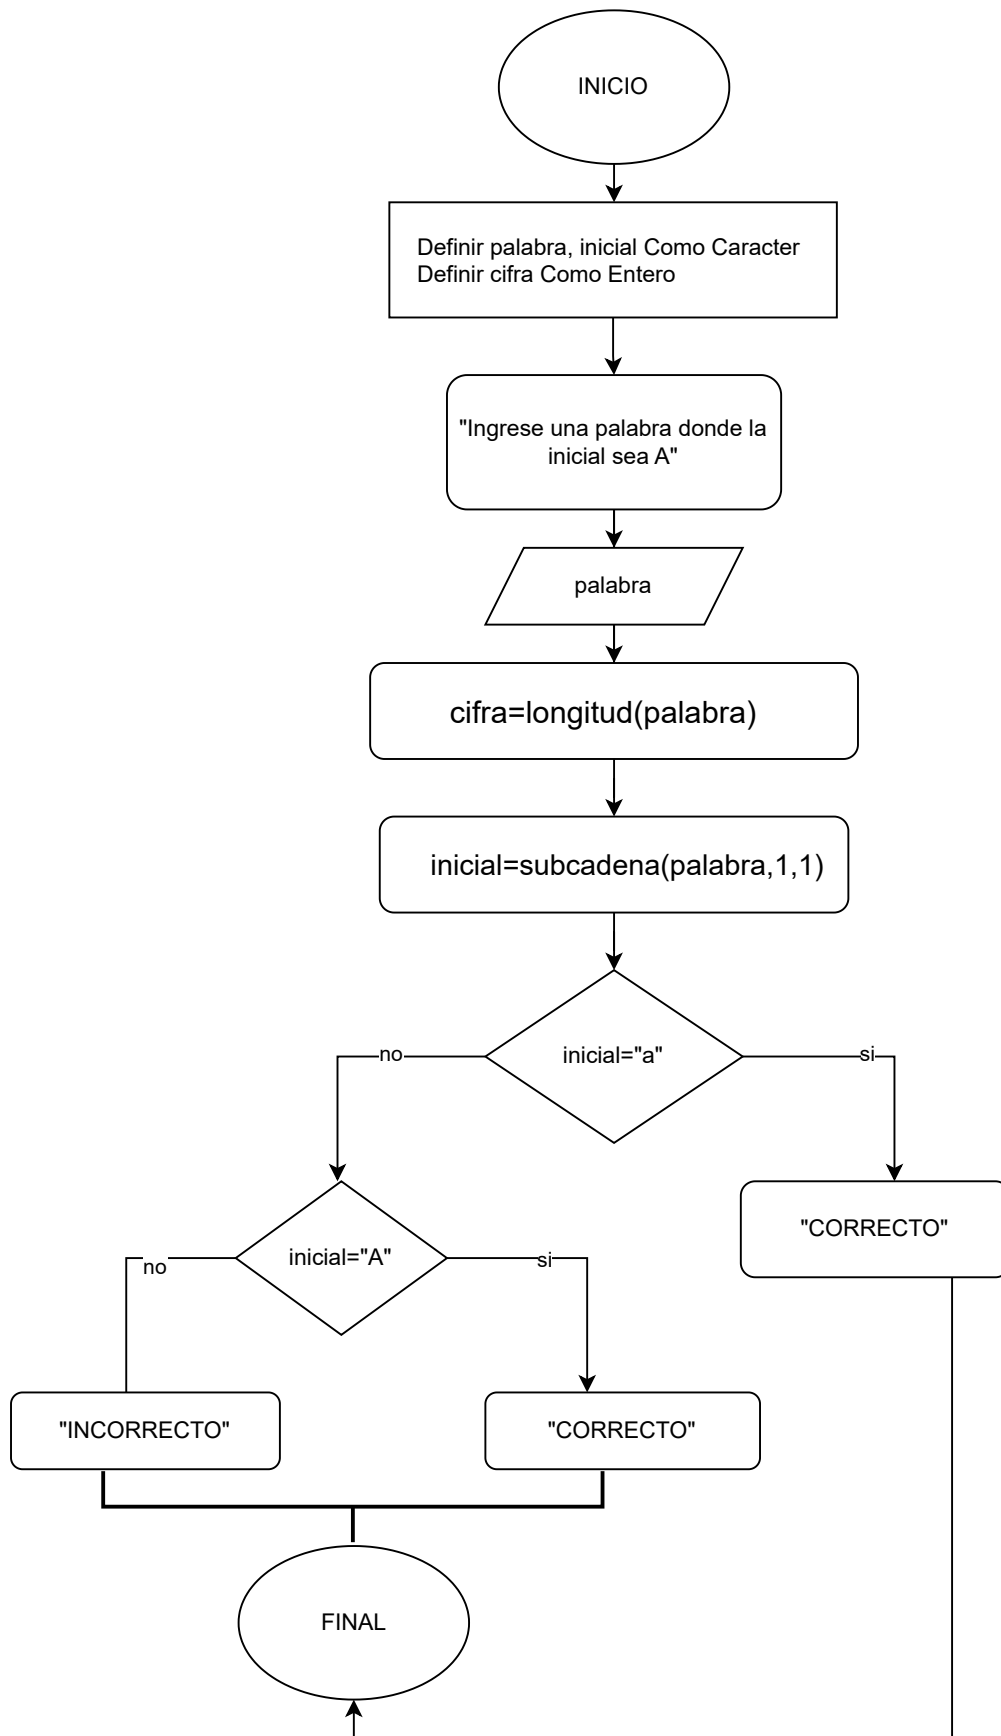 INICIO
Definir palabra, inicial Como Caracter
Definir cifra Como Entero
"Ingrese una palabra donde la
inicial sea A"
palabra
cifra=longitud(palabra)
inicial=subcadena(palabra,1,1)
no
inicial="a"
si
"CORRECTO"
no
inicial="A"
si
"INCORRECTO"
"CORRECTO"
FINAL